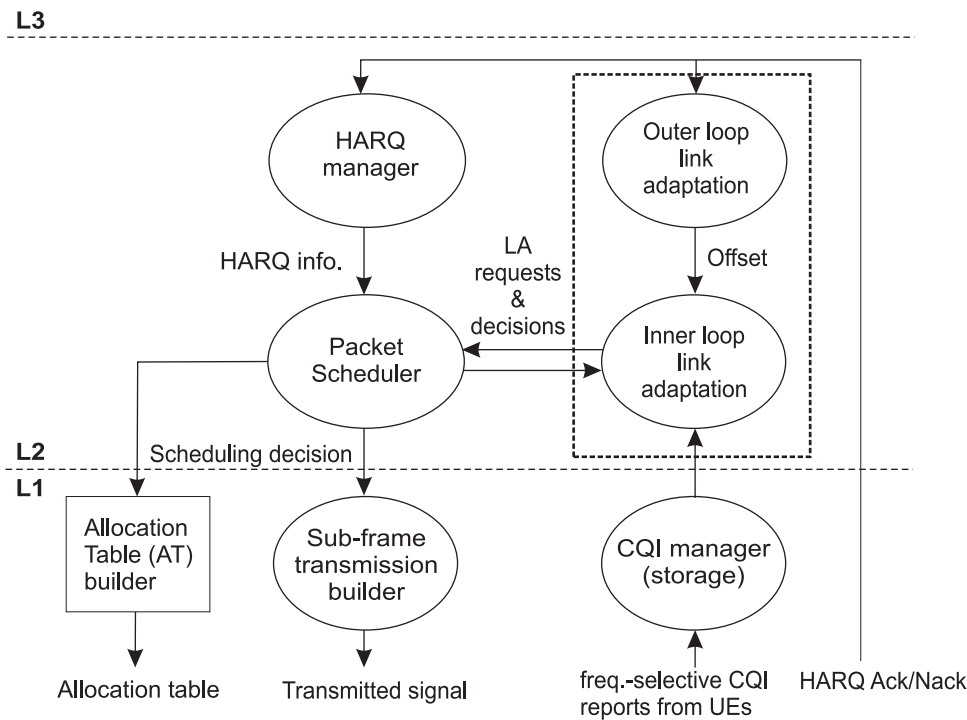 L3
HARQ
manager
Outer loop
link
adaptation
HARQ info.
LA
requests
&
decisions
Offset
Packet
Scheduler
Inner loop
link
adaptation
L2
Scheduling decision
L1
Allocation
Table (AT)
builder
Sub-frame
transmission
builder
CQI manager
(storage)
Allocation table
Transmitted signal
freq.-selective CQI
reports from UEs
HARQ Ack/Nack